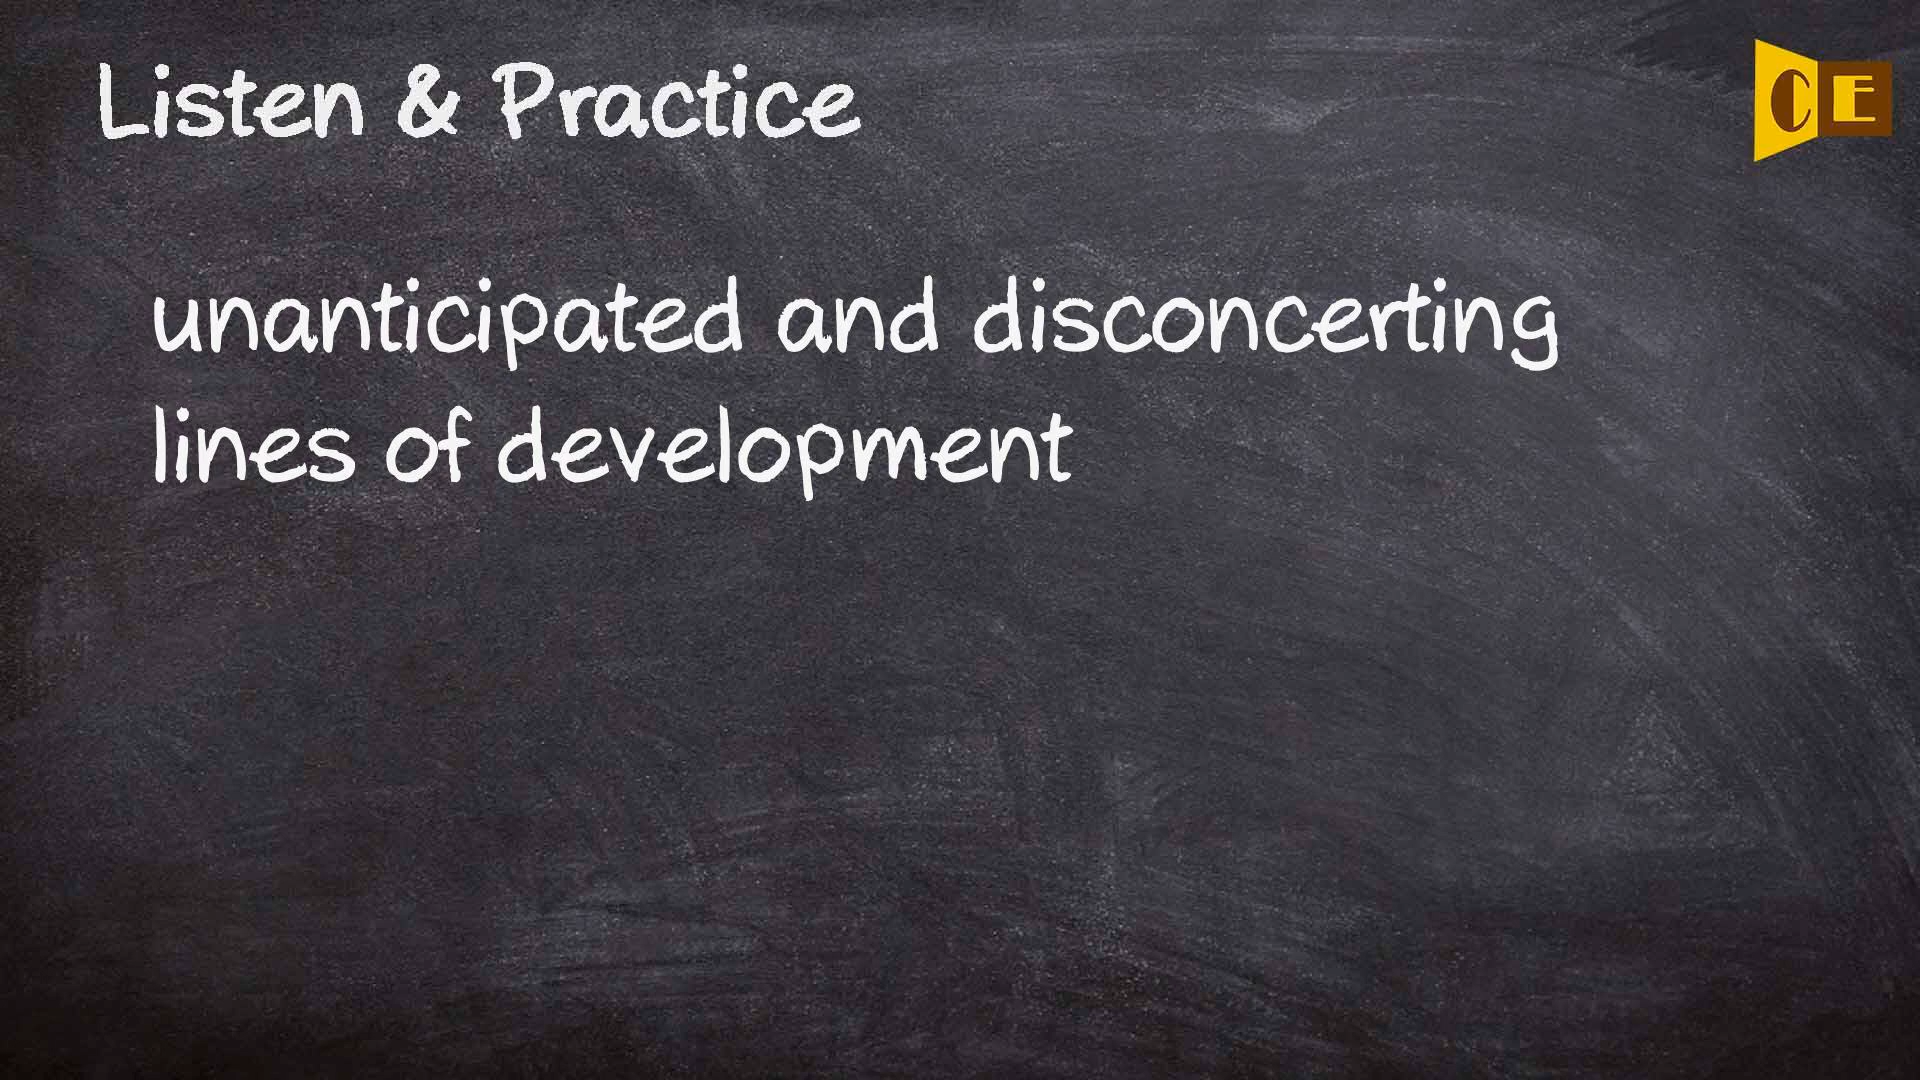 Listen & Practice
CE
unanticipated and disconcerting
lines of development